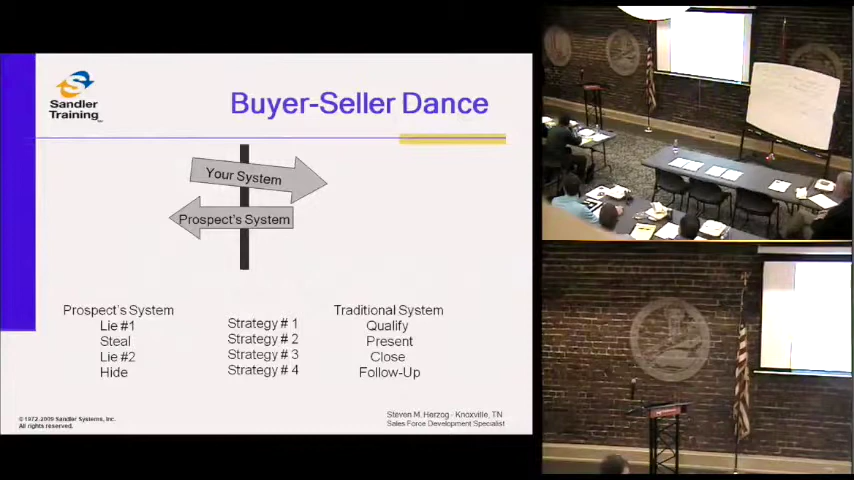 Sandler
Training
Buyer-Seller Dance
Your System
Prospect's System
Prospect's System
Lie #1
Steal
Lie #2
Hide
Strategy # 1
Strategy # 2
Strategy # 3
Strategy # 4
Traditional System
Qualify
Present
Close
Follow-Up
© 1972-2009 Sandler Systems, Inc.
All rights reserved.
Steven M. Herzog - Knoxville, TN
Sales Force Development Specialist